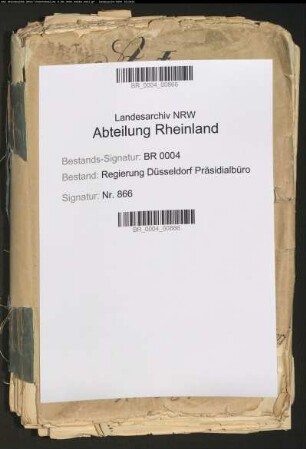 BR_0004_00866
Landesarchiv NRW
Abteilung Rheinland
Bestands-Signatur: BR 0004
Bestand: Regierung Düsseldorf Präsidialbüro
Signatur: Nr. 866
BR_0004_00866